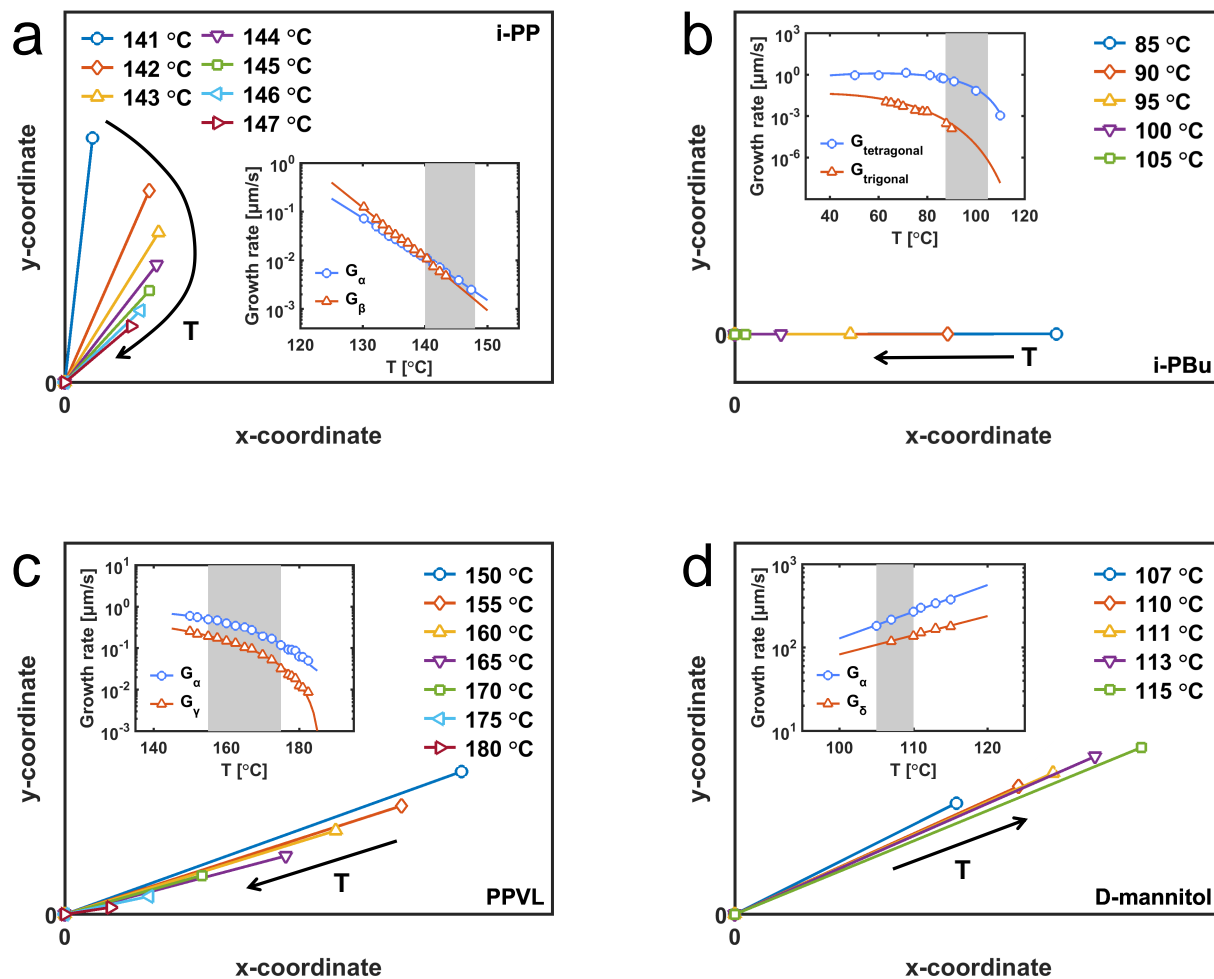 a
i-PP
141 °C
142 °C
143 °C
144 °C
145 °C
146 °C
147 °C
T
y-coordinate
x-coordinate
0
0
Growth rate [µm/s]
10^0
10^-1
10^-2
10^-3
G_α
G_β
120 130 140 150
T [°C]
b
i-PBu
85 °C
90 °C
95 °C
100 °C
105 °C
T
y-coordinate
x-coordinate
0
0
Growth rate [µm/s]
10^3
10^0
10^-3
10^-6
G_tetragonal
G_trigonal
40 60 80 100 120
T [°C]
c
PPVL
150 °C
155 °C
160 °C
165 °C
170 °C
175 °C
180 °C
T
y-coordinate
x-coordinate
0
0
Growth rate [µm/s]
10^1
10^0
10^-1
10^-2
10^-3
G_α
G_γ
140 160 180
T [°C]
d
D-mannitol
107 °C
110 °C
111 °C
113 °C
115 °C
T
y-coordinate
x-coordinate
0
0
Growth rate [µm/s]
10^3
10^2
10^1
G_α
G_δ
100 110 120
T [°C]